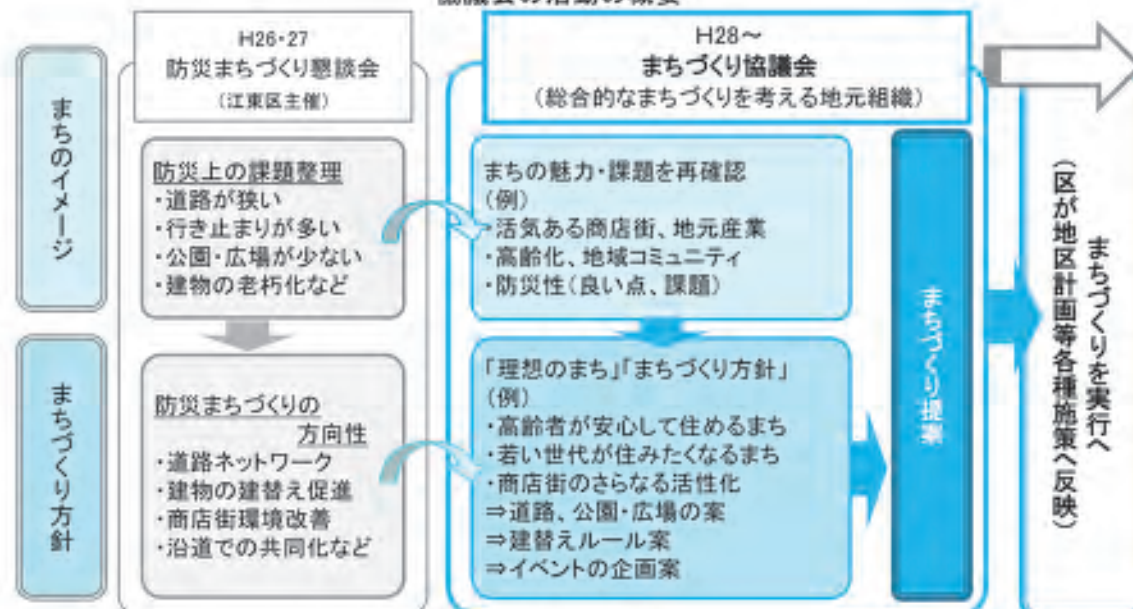 協議会の活動の概要
まちのイメージ
まちづくり方針
H26・27
防災まちづくり懇談会
（江東区主催）
防災上の課題整理
・道路が狭い
・行き止まりが多い
・公園・広場が少ない
・建物の老朽化など
防災まちづくりの
方向性
・道路ネットワーク
・建物の建替え促進
・商店街環境改善
・沿道での共同化など
H28～
まちづくり協議会
（総合的なまちづくりを考える地元組織）
まちの魅力・課題を再確認
（例）
・活気ある商店街、地元産業
・高齢化、地域コミュニティ
・防災性（良い点、課題）
「理想のまち」「まちづくり方針」
（例）
・高齢者が安心して住めるまち
・若い世代が住みたくなるまち
・商店街のさらなる活性化
⇒道路、公園・広場の案
⇒建替えルール案
⇒イベントの企画案
まちづくり提案
まちづくりを実行へ
（区が地区計画等各種施策へ反映）